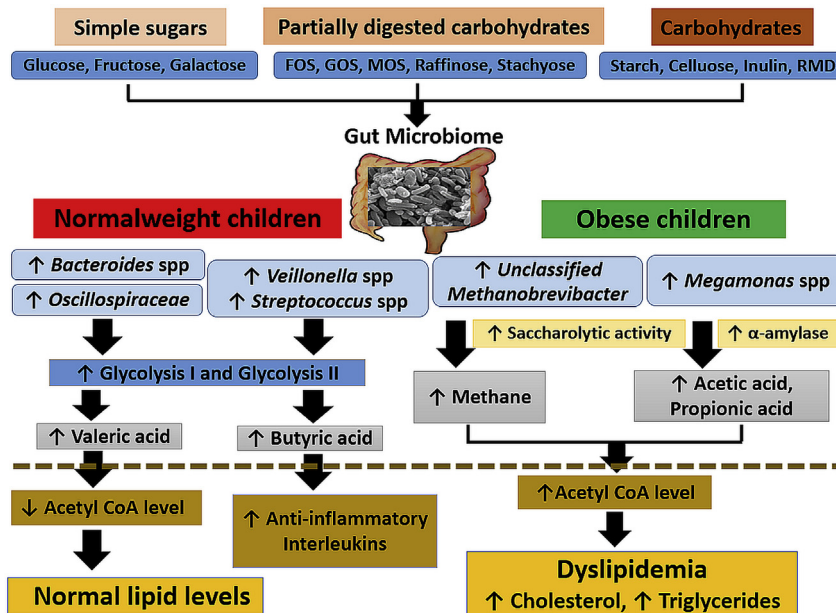 Simple sugars
Partially digested carbohydrates
Carbohydrates
Glucose, Fructose, Galactose
FOS, GOS, MOS, Raffinose, Stachyose
Starch, Celluose, Inulin, RMD
Gut Microbiome
Normalweight children
Obese children
↑ Bacteroides spp
↑ Oscillospiraceae
↑ Veillonella spp
↑ Streptococcus spp
↑ Unclassified
Methanobrevibacter
↑ Megamonas spp
↑ Saccharolytic activity
↑ α-amylase
↑ Glycolysis I and Glycolysis II
↑ Methane
↑ Acetic acid,
Propionic acid
↑ Valeric acid
↑ Butyric acid
↓ Acetyl CoA level
↑ Anti-inflammatory
Interleukins
↑Acetyl CoA level
Normal lipid levels
Dyslipidemia
↑ Cholesterol, ↑ Triglycerides